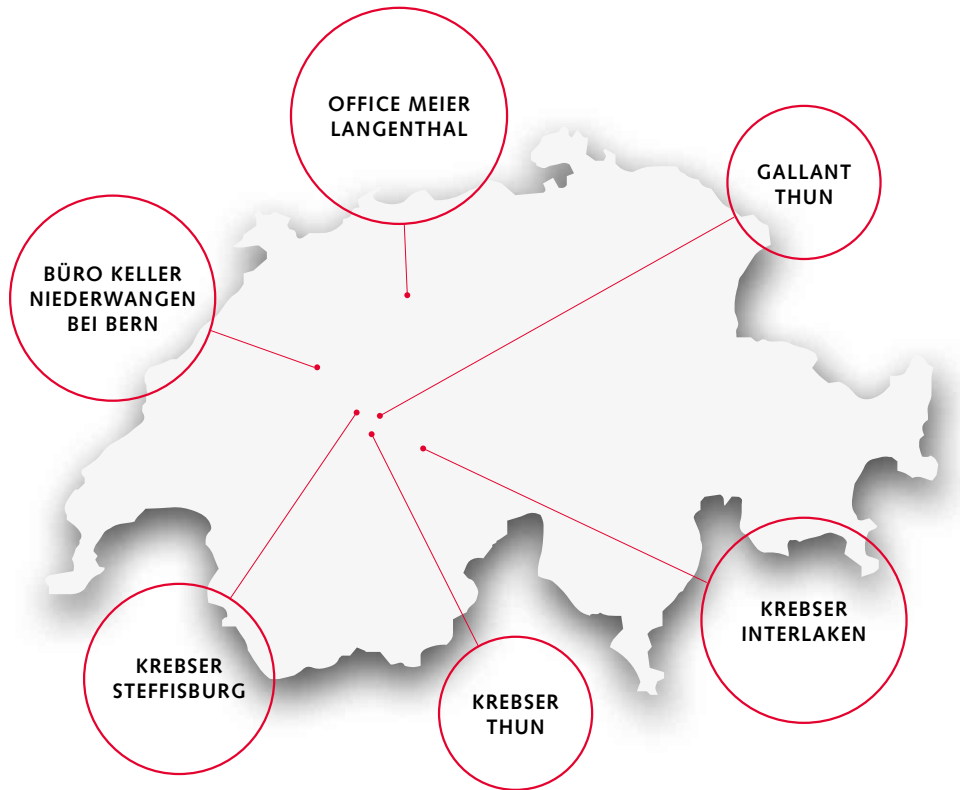 OFFICE MEIER
LANGENTHAL
GALLANT
THUN
BÜRO KELLER
NIEDERWANGEN
BEI BERN
KREBSER
INTERLAKEN
KREBSER
STEFFISBURG
KREBSER
THUN